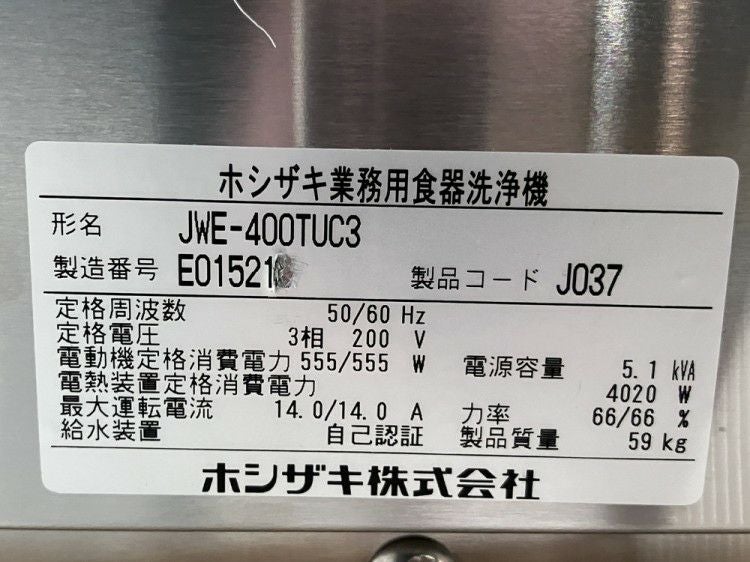 ホシザキ業務用食器洗浄機
形名 JWE-400TUC3
製造番号 E01521 製品コード J037
定格周波数 50/60 Hz
定格電圧 3相 200 V
電動機定格消費電力 555/555 W 電源容量 5.1 kVA
電熱装置定格消費電力 4020 W
最大運転電流 14.0/14.0 A 力率 66/66 %
給水装置 自己認証 製品質量 59 kg
ホシザキ株式会社